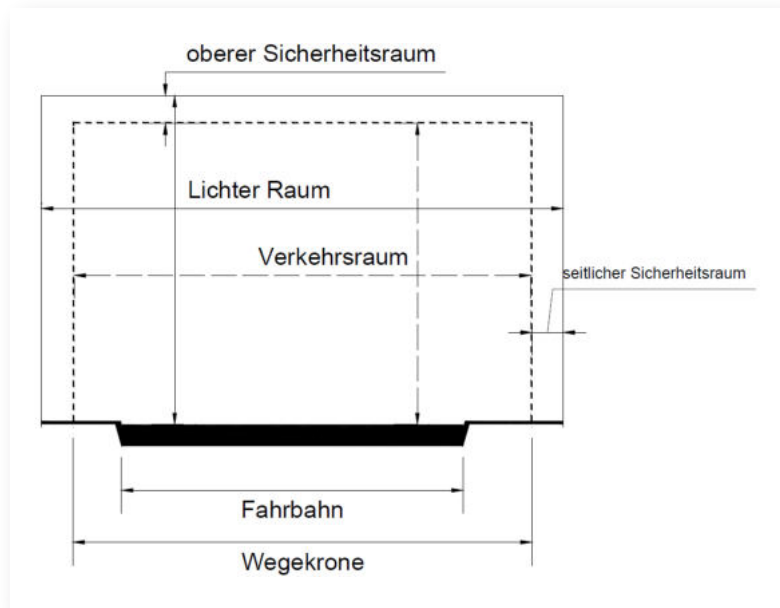 oberer Sicherheitsraum
Lichter Raum
Verkehrsraum
seitlicher Sicherheitsraum
Fahrbahn
Wegekrone